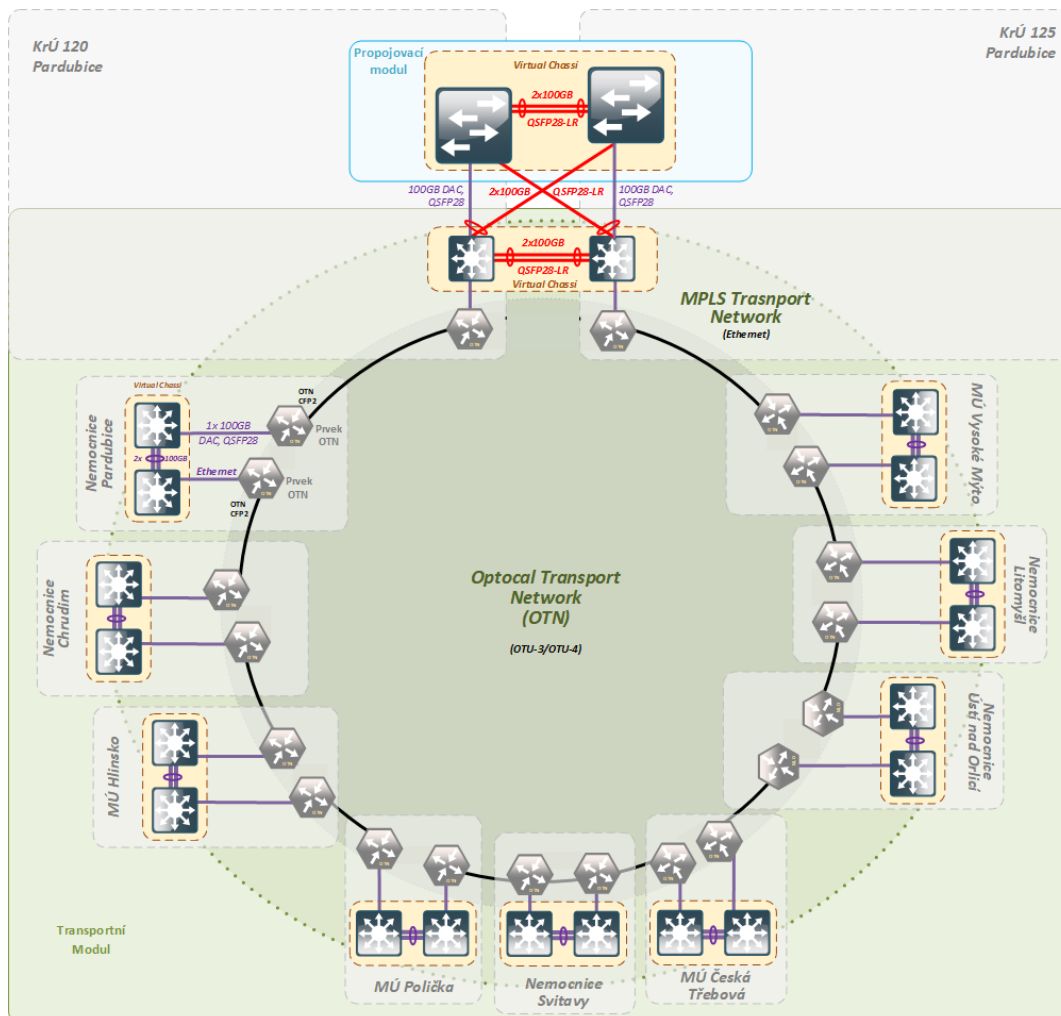 KrÚ 120
Pardubice
KrÚ 125
Pardubice
Propojovací
modul
Virtual Chassí
2x100GB
QSFP28-LR
100GB DAC,
QSFP28
2x100GB
QSFP28-LR
100GB DAC,
QSFP28
2x100GB
QSFP28-LR
Virtual Chassí
MPLS Trasnport
Network
(Ethernet)
Virtual Chassí
Nemocnice
Pardubice
1x 100GB
DAC, QSFP28
2x 100GB
Ethernet
OTN
CFP2
Prvek
OTN
Prvek
OTN
OTN
CFP2
MÚ Vysoké Mýto
Nemocnice
Chrudim
Nemocnice
Litomyšl
Optocal Transport
Network
(OTN)
(OTU-3/OTU-4)
MÚ Hlinsko
Nemocnice
Ústí nad Orlicí
Transportní
Modul
MÚ Polička
Nemocnice
Svitavy
MÚ Česká
Třebová